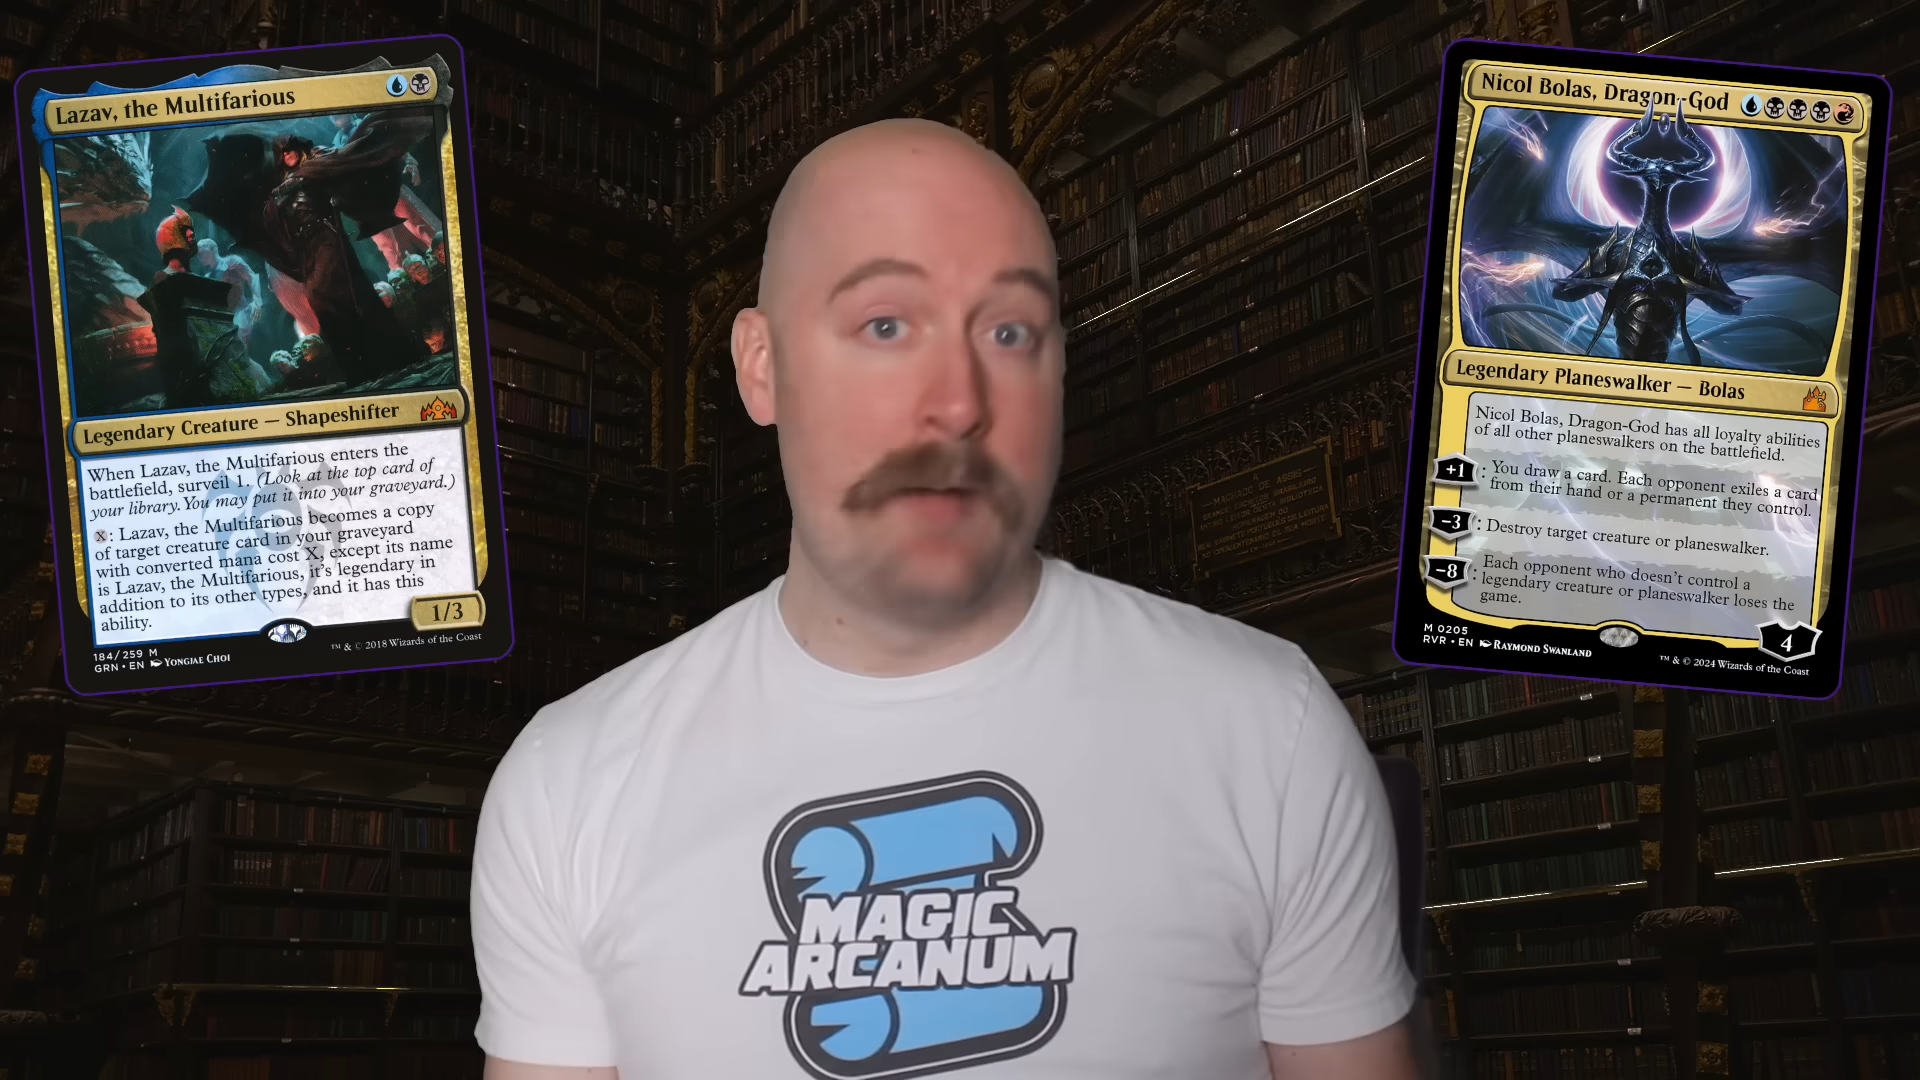 Lazav, the Multifarious
Legendary Creature — Shapeshifter
When Lazav, the Multifarious enters the
battlefield, surveil 1. (Look at the top card of
your library. You may put it into your graveyard.)
X: Lazav, the Multifarious becomes a copy
of target creature card in your graveyard
with converted mana cost X, except its name
is Lazav, the Multifarious, it's legendary in
addition to its other types, and it has this
ability.
1/3
184/259 M
GRN • EN Yongjae Choi
™ & © 2018 Wizards of the Coast
Nicol Bolas, Dragon-God
Legendary Planeswalker — Bolas
Nicol Bolas, Dragon-God has all loyalty abilities
of all other planeswalkers on the battlefield.
+1 : You draw a card. Each opponent exiles a card
from their hand or a permanent they control.
−3 : Destroy target creature or planeswalker.
−8 : Each opponent who doesn't control a
legendary creature or planeswalker loses the
game.
4
M 0205
RVR • EN Raymond Swanland
™ & © 2024 Wizards of the Coast
MAGIC
ARCANUM